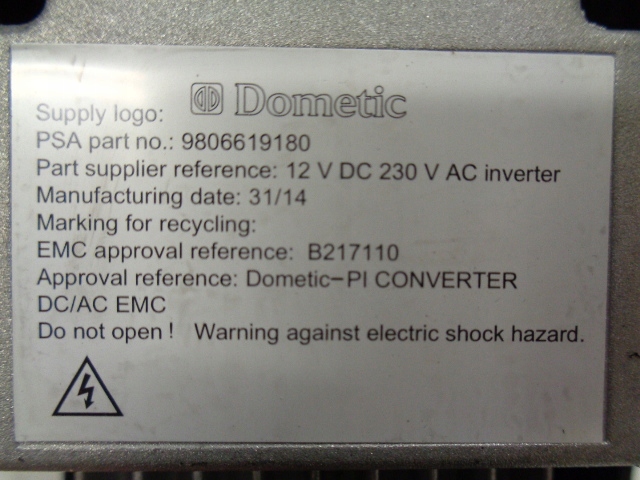 Supply logo: Dometic
PSA part no.: 9806619180
Part supplier reference: 12 V DC 230 V AC inverter
Manufacturing date: 31/14
Marking for recycling:
EMC approval reference: B217110
Approval reference: Dometic-PI CONVERTER
DC/AC EMC
Do not open ! Warning against electric shock hazard.